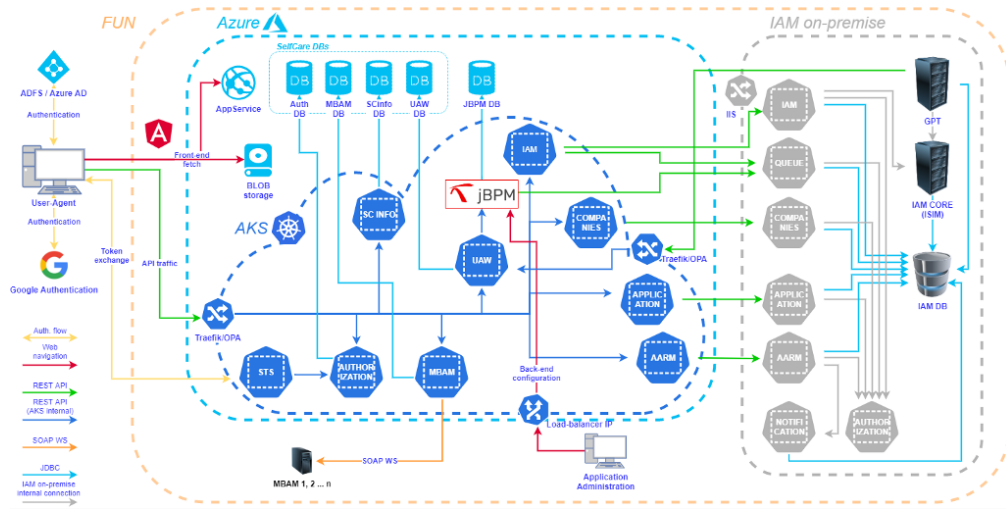 FUN
Azure
IAM on-premise
SelfCare DBs
DB
DB
DB
DB
DB
Auth
DB
MBAM
DB
SCinfo
DB
UAW
DB
JBPM DB
ADFS / Azure AD
Authentication
AppService
A
Front-end
fetch
BLOB
storage
User-Agent
Authentication
Google Authentication
Token
exchange
API traffic
AKS
SC INFO
IAM
jBPM
COMPA
NIES
UAW
Traefik/OPA
APPLIC
ATION
AARM
Traefik/OPA
STS
AUTHOR
IZATION
MBAM
Back-end
configuration
Load-balancer IP
Application
Administration
SOAP WS
MBAM 1, 2 ... n
IIS
IAM
QUEUE
COMPA
NIES
APPLIC
ATION
AARM
NOTIFI
CATION
AUTHOR
IZATION
GPT
IAM CORE
(ISIM)
IAM DB
Auth. flow
Web
navigation
REST API
REST API
(AKS internal)
SOAP WS
JDBC
IAM on-premise
internal connection